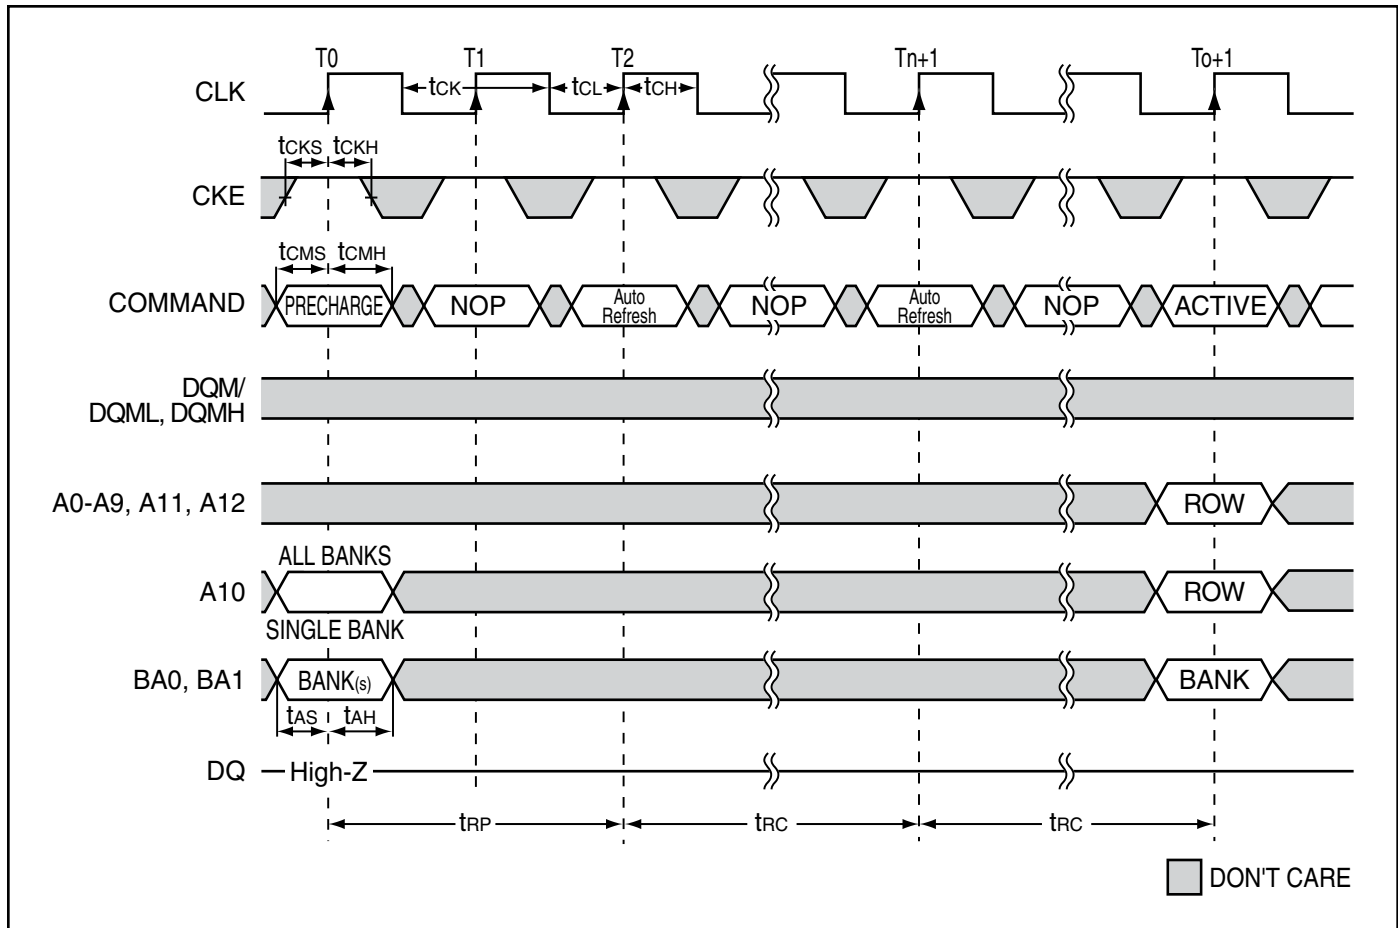 T0 T1 T2 Tn+1 To+1
CLK tCK tCL tCH
tCKS tCKH
CKE
tCMS tCMH
COMMAND PRECHARGE NOP Auto Refresh NOP Auto Refresh NOP ACTIVE
DQM/
DQML, DQMH
A0-A9, A11, A12 ROW
ALL BANKS
A10 ROW
SINGLE BANK
BA0, BA1 BANK(s) BANK
tAS tAH
DQ High-Z
tRP tRC tRC
DON'T CARE